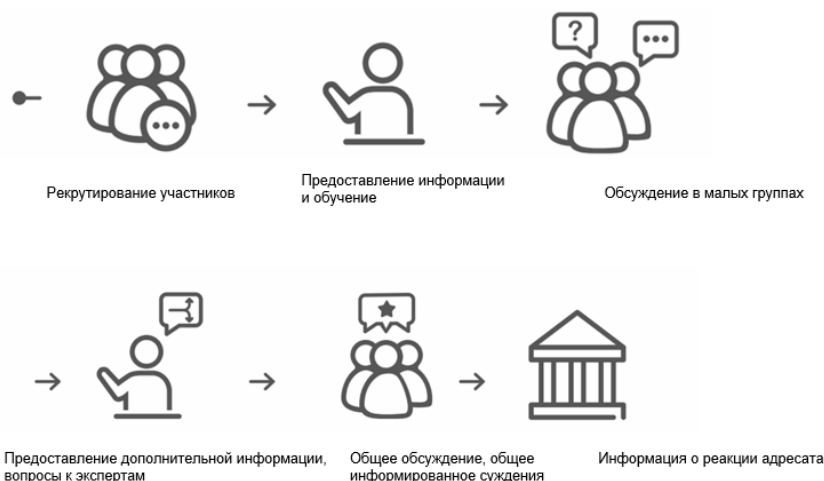 Рекрутирование участников
Предоставление информации
и обучение
Обсуждение в малых группах
Предоставление дополнительной информации,
вопросы к экспертам
Общее обсуждение, общее
информированное суждения
Информация о реакции адресата